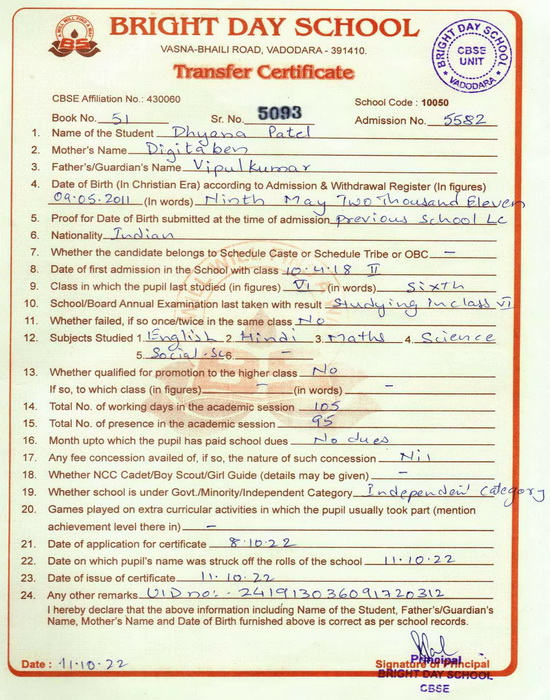 BRIGHT DAY SCHOOL
VASNA-BHAILI ROAD, VADODARA - 391410.
BRIGHT DAY SCHOOL
CBSE
UNIT
VADODARA
Transfer Certificate
CBSE Affiliation No.: 430060
School Code : 10050
Book No. 51 Sr. No. 5093 Admission No. 5582
1. Name of the Student Dhyana Patel
2. Mother's Name Digitaben
3. Father's/Guardian's Name Vipulkumar
4. Date of Birth (In Christian Era) according to Admission & Withdrawal Register (In figures)
09.05.2011 (In words) Ninth May Two Thousand Eleven
5. Proof for Date of Birth submitted at the time of admission previous school LC
6. Nationality Indian
7. Whether the candidate belongs to Schedule Caste or Schedule Tribe or OBC -
8. Date of first admission in the School with class 10.4.18 II
9. Class in which the pupil last studied (in figures) VI (in words) Sixth
10. School/Board Annual Examination last taken with result Studying in class VI
11. Whether failed, if so once/twice in the same class No
12. Subjects Studied 1. English 2. Hindi 3. Maths 4. Science
5. Social-Sc 6. -
13. Whether qualified for promotion to the higher class No
If so, to which class (in figures) - (in words) -
14. Total No. of working days in the academic session 105
15. Total No. of presence in the academic session 95
16. Month upto which the pupil has paid school dues No dues
17. Any fee concession availed of, if so, the nature of such concession Nil
18. Whether NCC Cadet/Boy Scout/Girl Guide (details may be given) -
19. Whether school is under Govt./Minority/Independent Category Independent category
20. Games played on extra curricular activities in which the pupil usually took part (mention
achievement level there in) -
21. Date of application for certificate 8.10.22
22. Date on which pupil's name was struck off the rolls of the school 11.10.22
23. Date of issue of certificate 11.10.22
24. Any other remarks UID no:- 241913036091720312
I hereby declare that the above information including Name of the Student, Father's/Guardian's
Name, Mother's Name and Date of Birth furnished above is correct as per school records.
Date : 11.10.22
Signature of Principal
Principal
BRIGHT DAY SCHOOL
CBSE